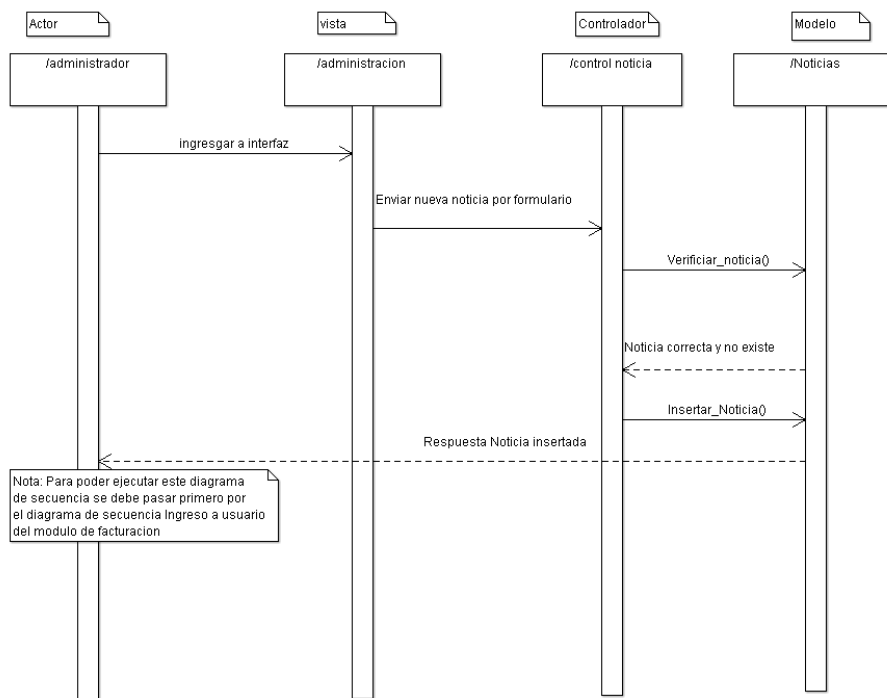 Actor
vista
Controlador
Modelo
/administrador
/administracion
/control noticia
/Noticias
ingresgar a interfaz
Enviar nueva noticia por formulario
Verificiar_noticia()
Noticia correcta y no existe
Insertar_Noticia()
Respuesta Noticia insertada
Nota: Para poder ejecutar este diagrama
de secuencia se debe pasar primero por
el diagrama de secuencia Ingreso a usuario
del modulo de facturacion